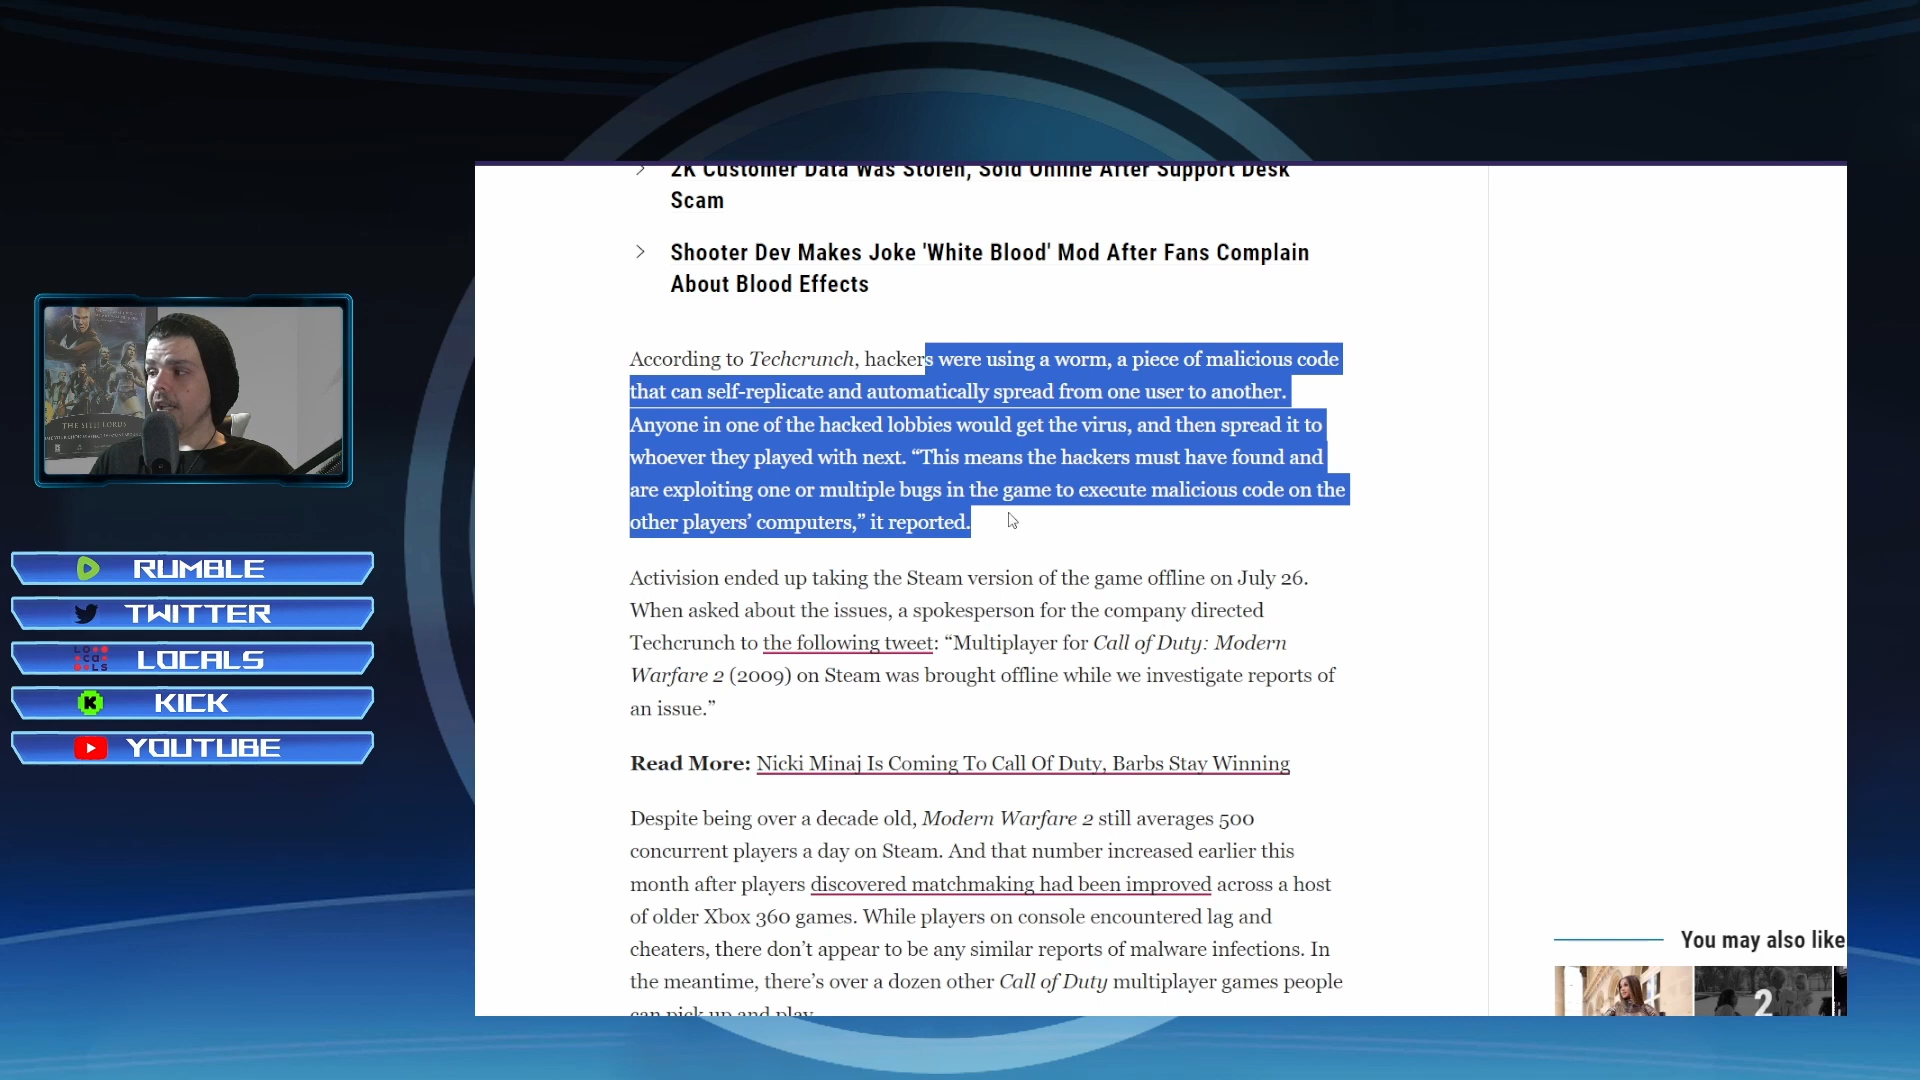 2K Customer Data Was Stolen, Sold Online After Support Desk
Scam
Shooter Dev Makes Joke 'White Blood' Mod After Fans Complain
About Blood Effects
According to Techcrunch, hackers were using a worm, a piece of malicious code
that can self-replicate and automatically spread from one user to another.
Anyone in one of the hacked lobbies would get the virus, and then spread it to
whoever they played with next. “This means the hackers must have found and
are exploiting one or multiple bugs in the game to execute malicious code on the
other players’ computers,” it reported.
Activision ended up taking the Steam version of the game offline on July 26.
When asked about the issues, a spokesperson for the company directed
Techcrunch to the following tweet: “Multiplayer for Call of Duty: Modern
Warfare 2 (2009) on Steam was brought offline while we investigate reports of
an issue.”
Read More: Nicki Minaj Is Coming To Call Of Duty, Barbs Stay Winning
Despite being over a decade old, Modern Warfare 2 still averages 500
concurrent players a day on Steam. And that number increased earlier this
month after players discovered matchmaking had been improved across a host
of older Xbox 360 games. While players on console encountered lag and
cheaters, there don’t appear to be any similar reports of malware infections. In
the meantime, there’s over a dozen other Call of Duty multiplayer games people
can pick up and play.
You may also like
2
THE SITH LORDS
RUMBLE
TWITTER
LOCALS
KICK
YOUTUBE